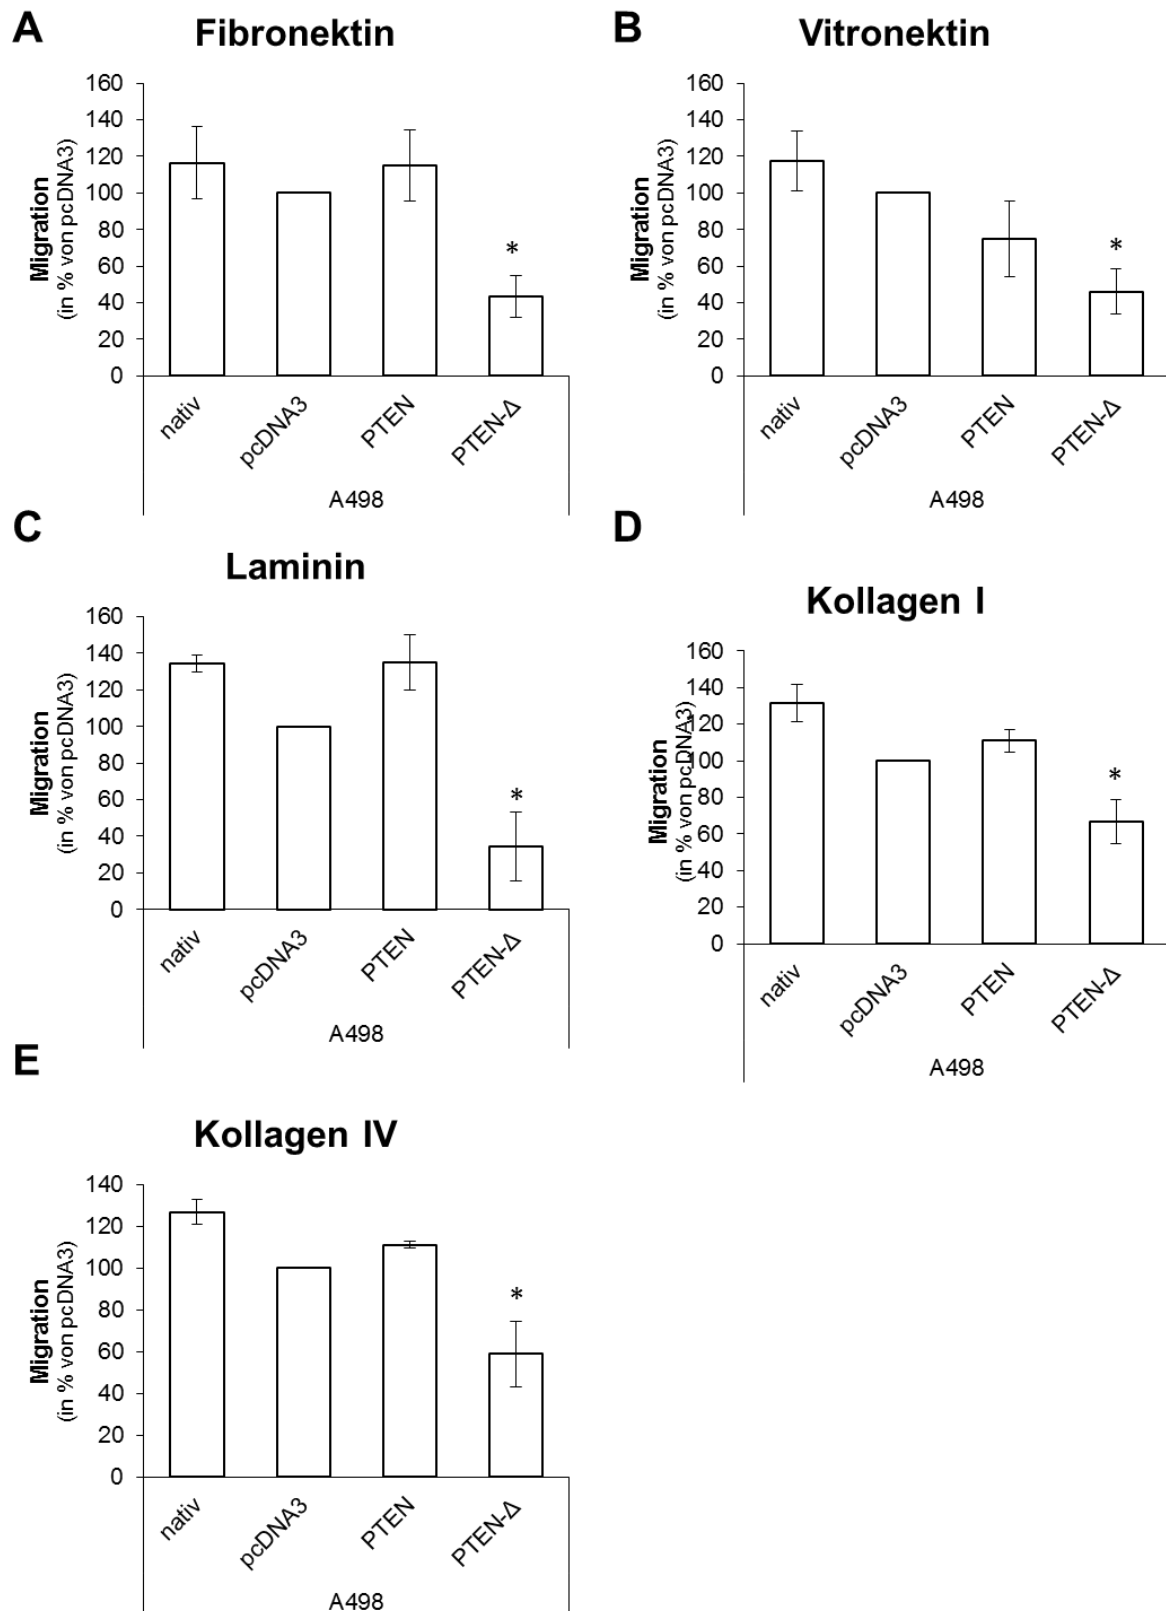 A
Fibronektin
Migration
(in % von pcDNA3)
160
140
120
100
80
60
40
20
0
*
nativ
pcDNA3
PTEN
PTEN-Δ
A498
B
Vitronektin
Migration
(in % von pcDNA3)
160
140
120
100
80
60
40
20
0
*
nativ
pcDNA3
PTEN
PTEN-Δ
A498
C
Laminin
Migration
(in % von pcDNA3)
160
140
120
100
80
60
40
20
0
*
nativ
pcDNA3
PTEN
PTEN-Δ
A498
D
Kollagen I
Migration
(in % von pcDNA3)
160
140
120
100
80
60
40
20
0
*
nativ
pcDNA3
PTEN
PTEN-Δ
A498
E
Kollagen IV
Migration
(in % von pcDNA3)
140
120
100
80
60
40
20
0
*
nativ
pcDNA3
PTEN
PTEN-Δ
A498